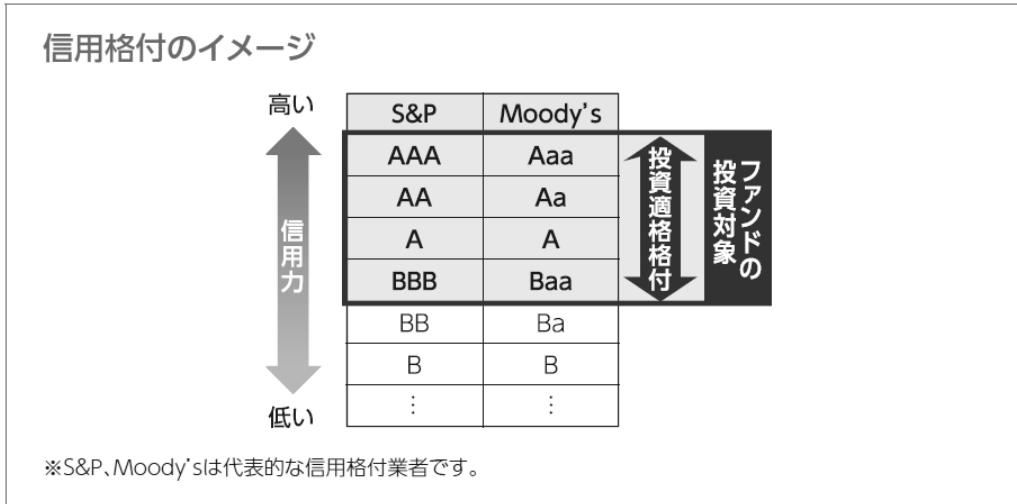 信用格付のイメージ
高い
信用力
低い
S&P Moody's
AAA Aaa
AA Aa
A A
BBB Baa
BB Ba
B B
⋮ ⋮
投資適格格付
ファンドの
投資対象
※S&P、Moody'sは代表的な信用格付業者です。